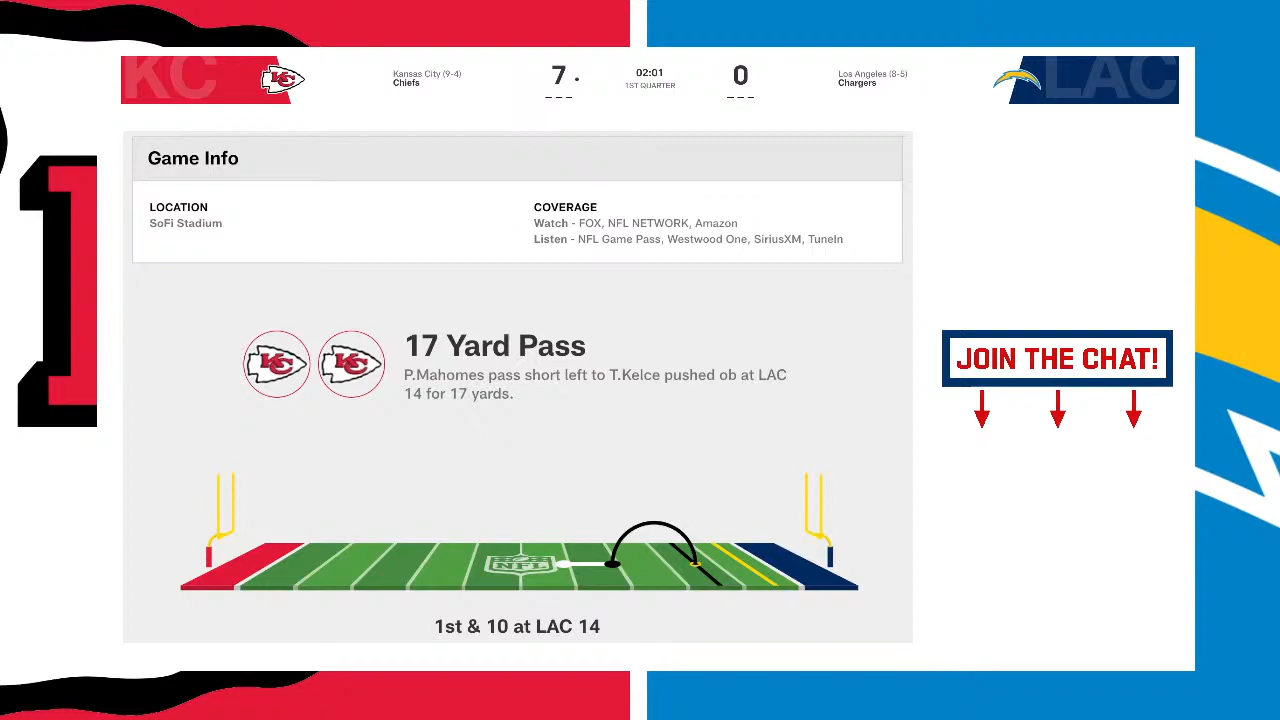 KC
KC
Kansas City (9-4)
Chiefs
7
02:01
1ST QUARTER
0
Los Angeles (8-5)
Chargers
LAC
Game Info
LOCATION
SoFi Stadium
COVERAGE
Watch - FOX, NFL NETWORK, Amazon
Listen - NFL Game Pass, Westwood One, SiriusXM, TuneIn
KC
KC
17 Yard Pass
P.Mahomes pass short left to T.Kelce pushed ob at LAC
14 for 17 yards.
JOIN THE CHAT!
NFL
1st & 10 at LAC 14